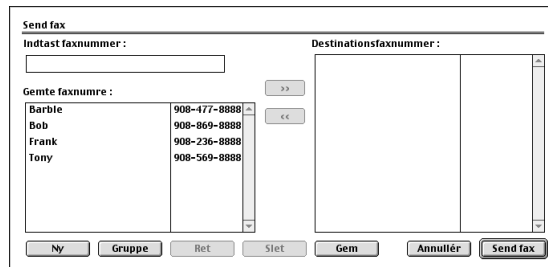 Send fax
Indtast faxnummer :
Destinationsfaxnummer :
>>
Gemte faxnumre :
<<
Barble 908-477-8888
Bob 908-869-8888
Frank 908-236-8888
Tony 908-569-8888
Ny Gruppe Ret Slet Gem Annullér Send fax